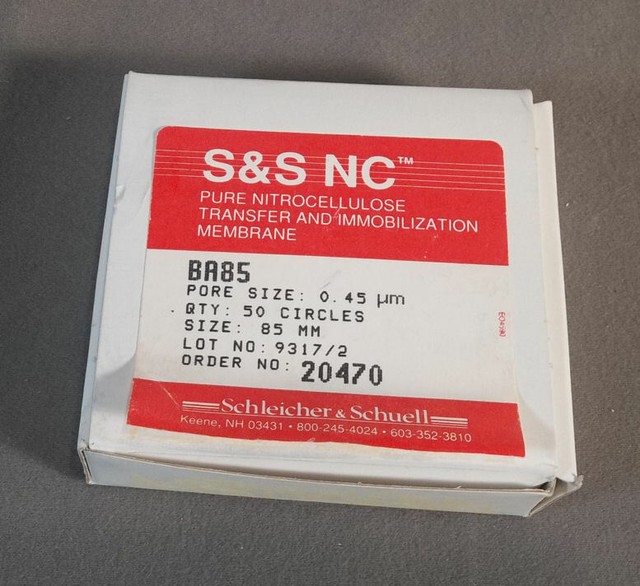 S&S NC™
PURE NITROCELLULOSE
TRANSFER AND IMMOBILIZATION
MEMBRANE
BA85
PORE SIZE: 0.45 µm
QTY: 50 CIRCLES
SIZE: 85 MM
LOT NO: 9317/2
ORDER NO: 20470
Schleicher & Schuell
Keene, NH 03431 • 800-245-4024 • 603-352-3810